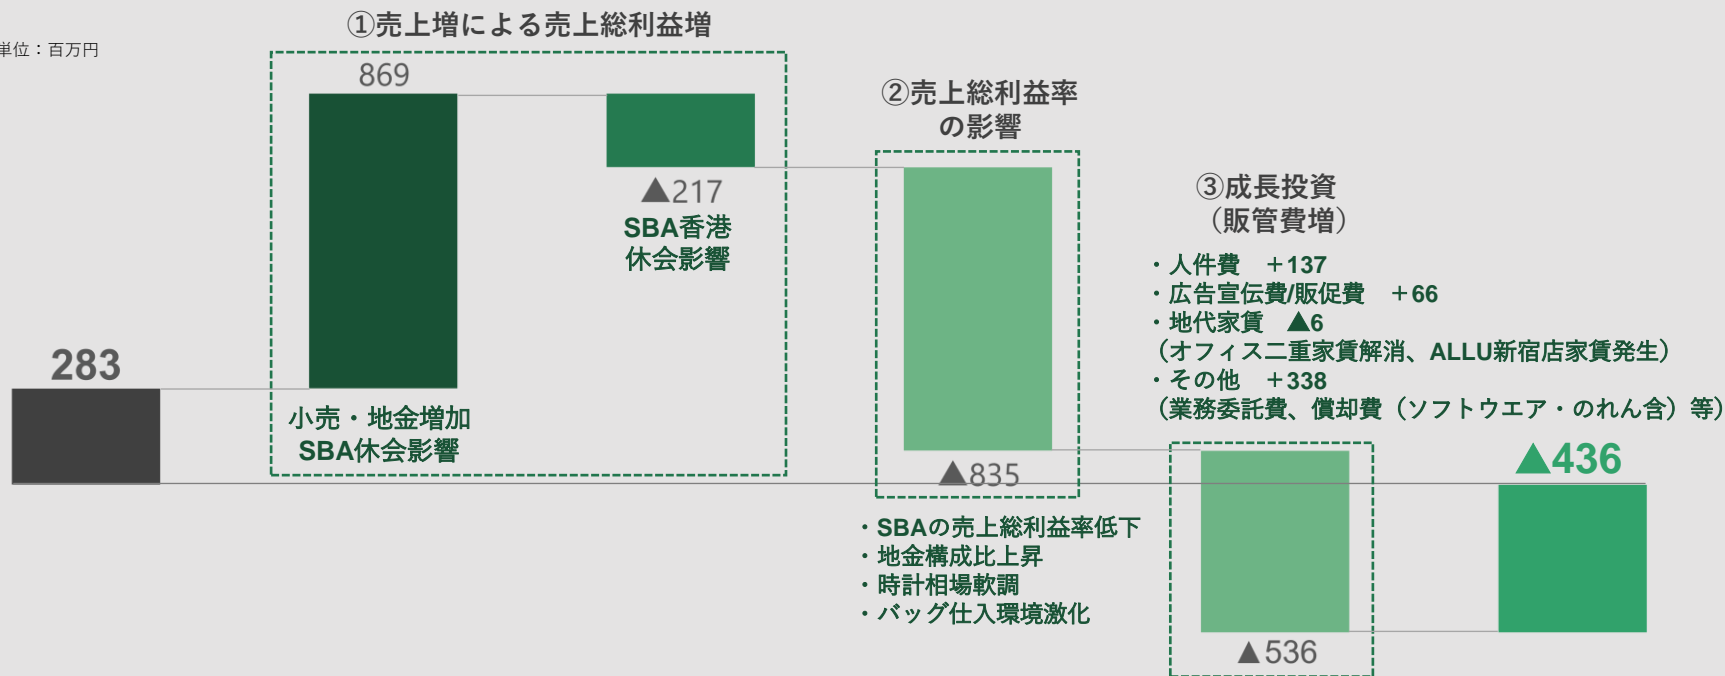 単位：百万円
①売上増による売上総利益増
869
▲217
SBA香港
休会影響
小売・地金増加
SBA休会影響
283
②売上総利益率
の影響
▲835
・SBAの売上総利益率低下
・地金構成比上昇
・時計相場軟調
・バッグ仕入環境激化
③成長投資
（販管費増）
・人件費　＋137
・広告宣伝費/販促費　＋66
・地代家賃　▲6
（オフィス二重家賃解消、ALLU新宿店家賃発生）
・その他　＋338
（業務委託費、償却費（ソフトウエア・のれん含）等）
▲536
▲436